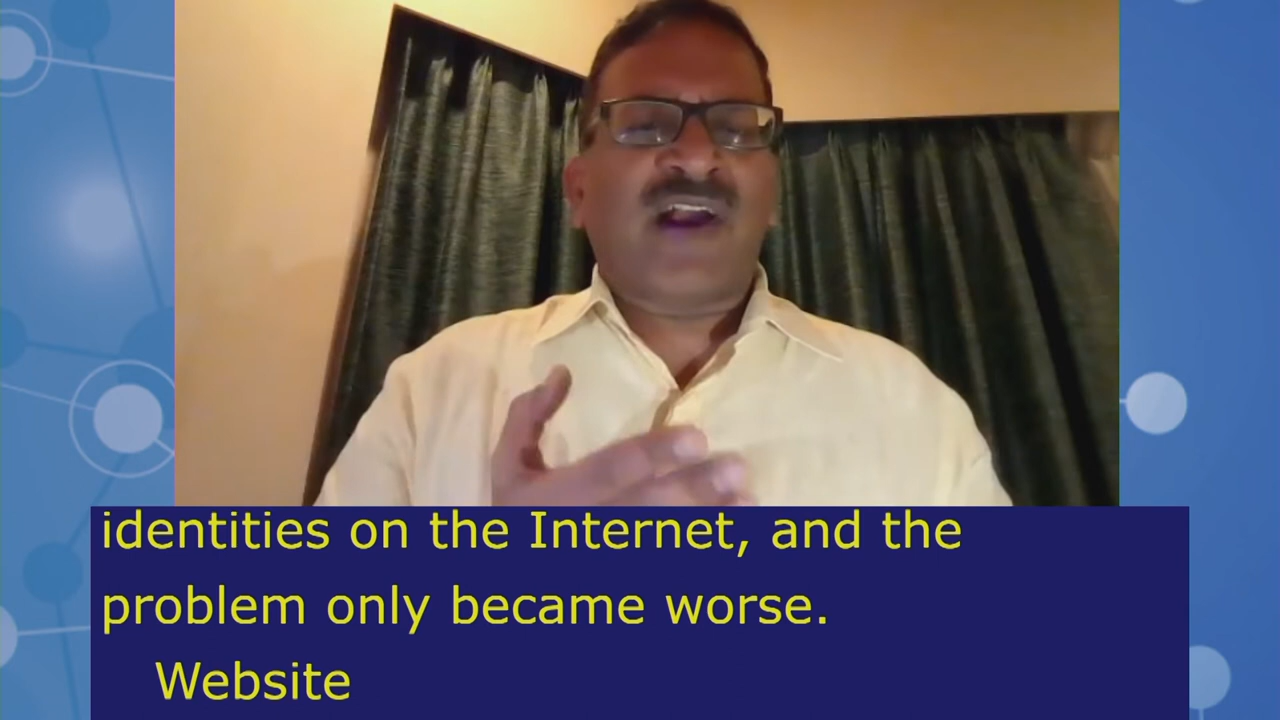 identities on the Internet, and the
problem only became worse.
Website